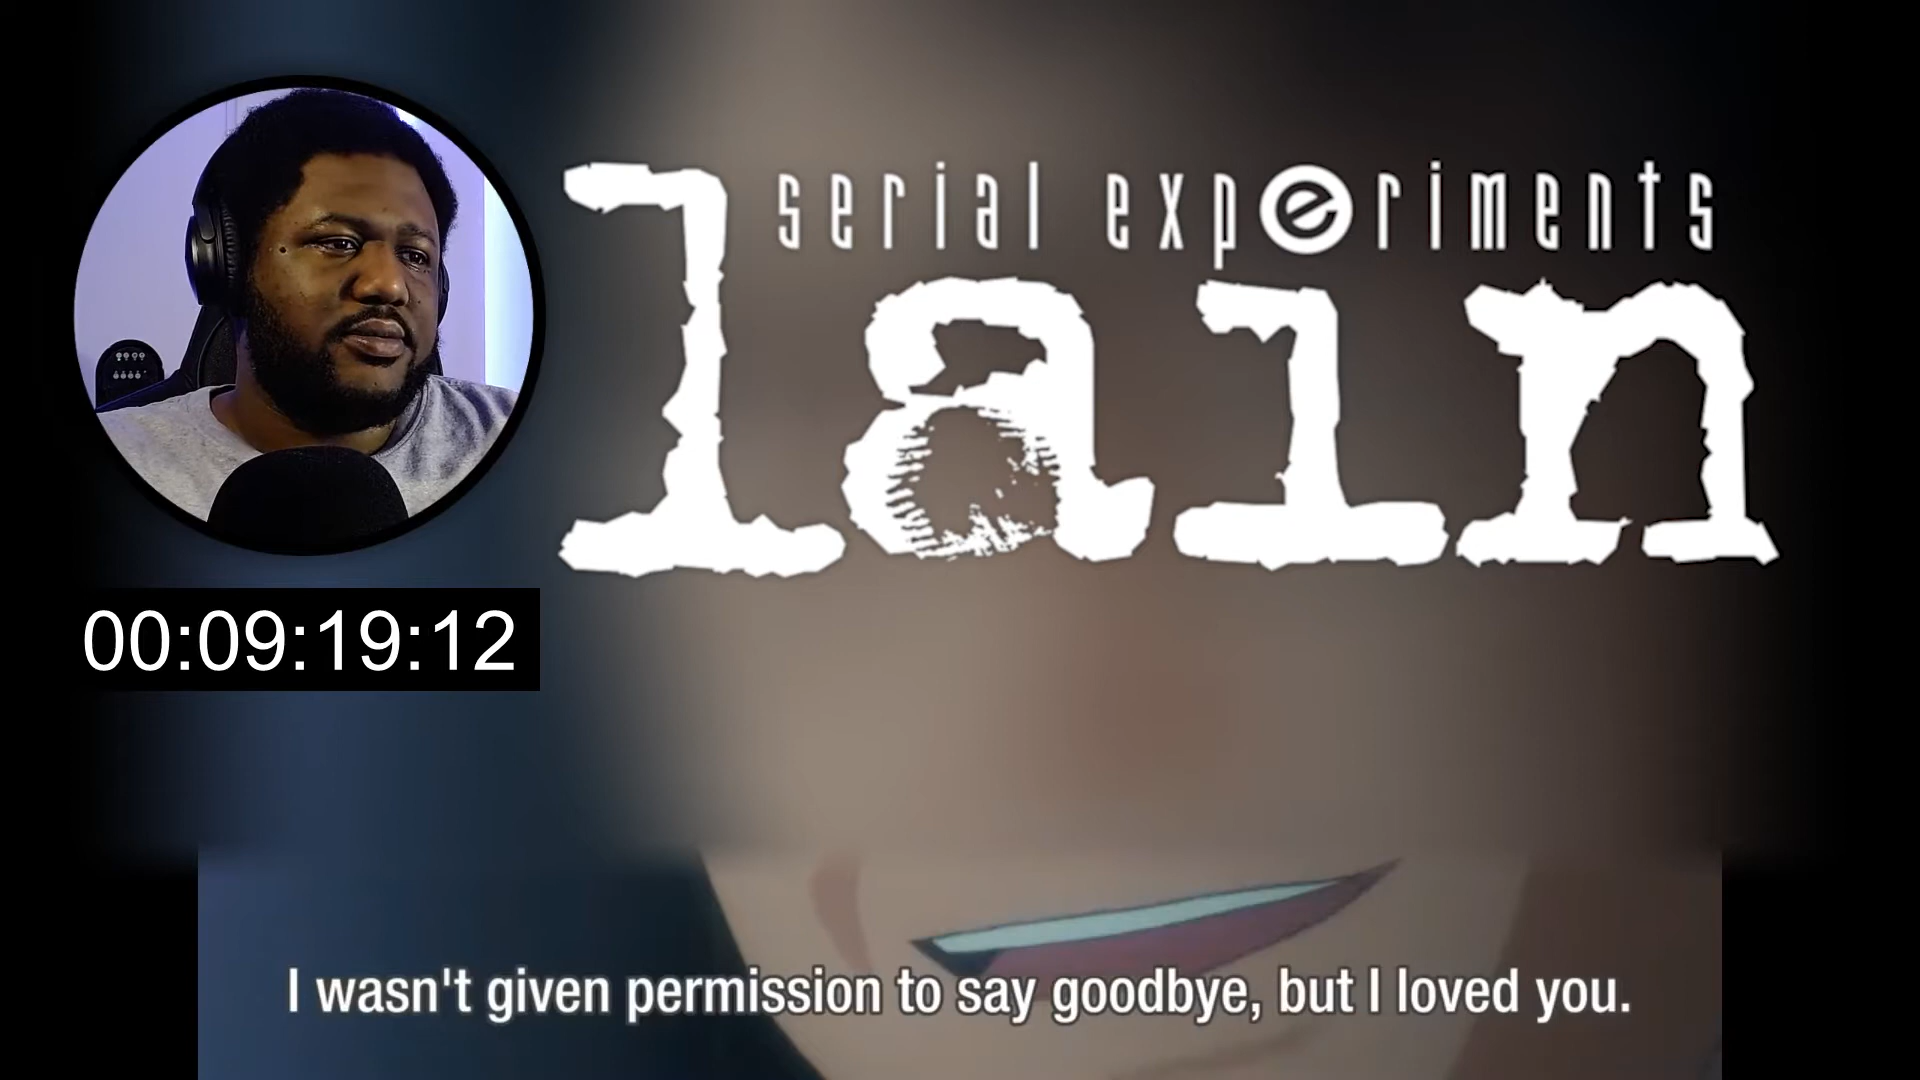 serial experiments
lain
00:09:19:12
I wasn't given permission to say goodbye, but I loved you.